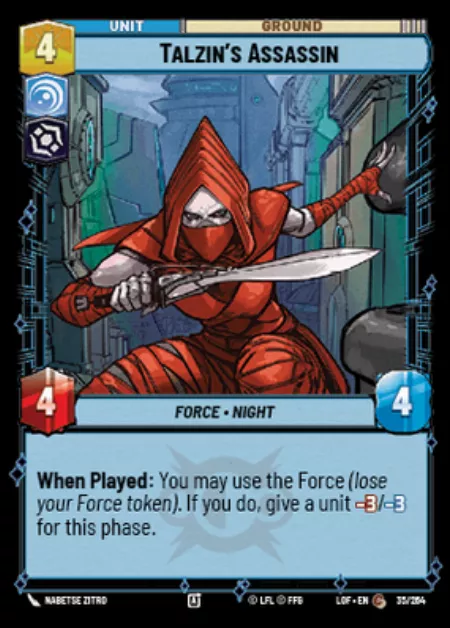 4
UNIT
GROUND
TALZIN'S ASSASSIN
4
FORCE • NIGHT
4
When Played: You may use the Force (lose
your Force token). If you do, give a unit -3/-3
for this phase.
NABETSE ZITRO
© LFL © FFG
LOF • EN
C
35/264